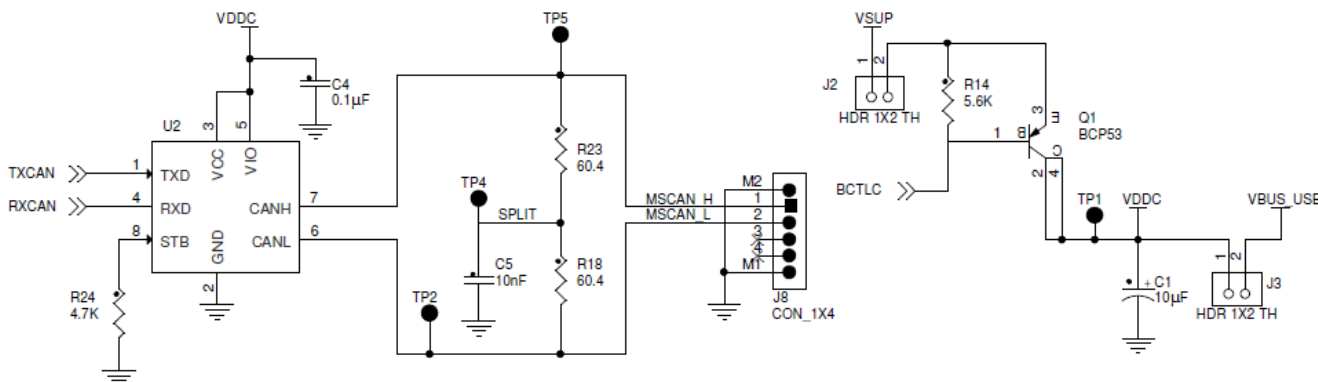 VDDC
C4
0.1µF
U2
3
5
VCC
VIO
TXCAN
1
TXD
RXCAN
4
RXD
CANH
7
8
STB
GND
CANL
6
2
R24
4.7K
TP5
R23
60.4
TP4
SPLIT
C5
10nF
R18
60.4
TP2
MSCAN_H
MSCAN_L
M2
1
2
3
4
M1
J8
CON_1X4
VSUP
1
2
J2
HDR 1X2 TH
R14
5.6K
3
E
Q1
BCP53
1
B
C
2
4
BCTLC
TP1
VDDC
VBUS_USB
C1
+
10µF
1
2
J3
HDR 1X2 TH